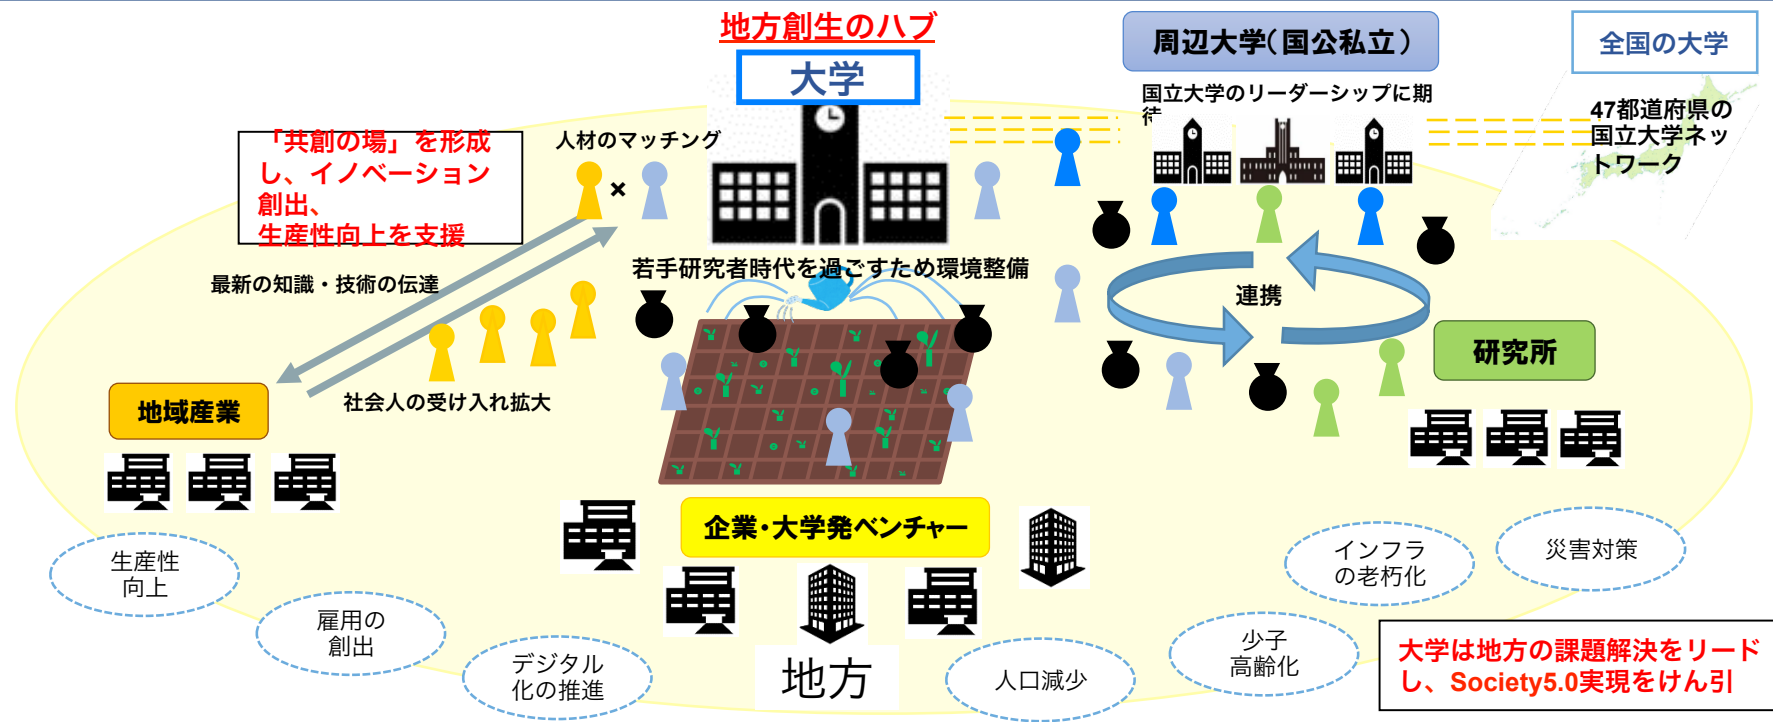 地方創生のハブ
大学
周辺大学(国公私立)
全国の大学
国立大学のリーダーシップに期
待
47都道府県の
国立大学ネッ
トワーク
「共創の場」を形成
し、イノベーション
創出、
生産性向上を支援
人材のマッチング
×
最新の知識・技術の伝達
若手研究者時代を過ごすため環境整備
連携
研究所
社会人の受け入れ拡大
地域産業
企業・大学発ベンチャー
生産性
向上
雇用の
創出
デジタル
化の推進
地方
人口減少
少子
高齢化
インフラ
の老朽化
災害対策
大学は地方の課題解決をリード
し、Society5.0実現をけん引